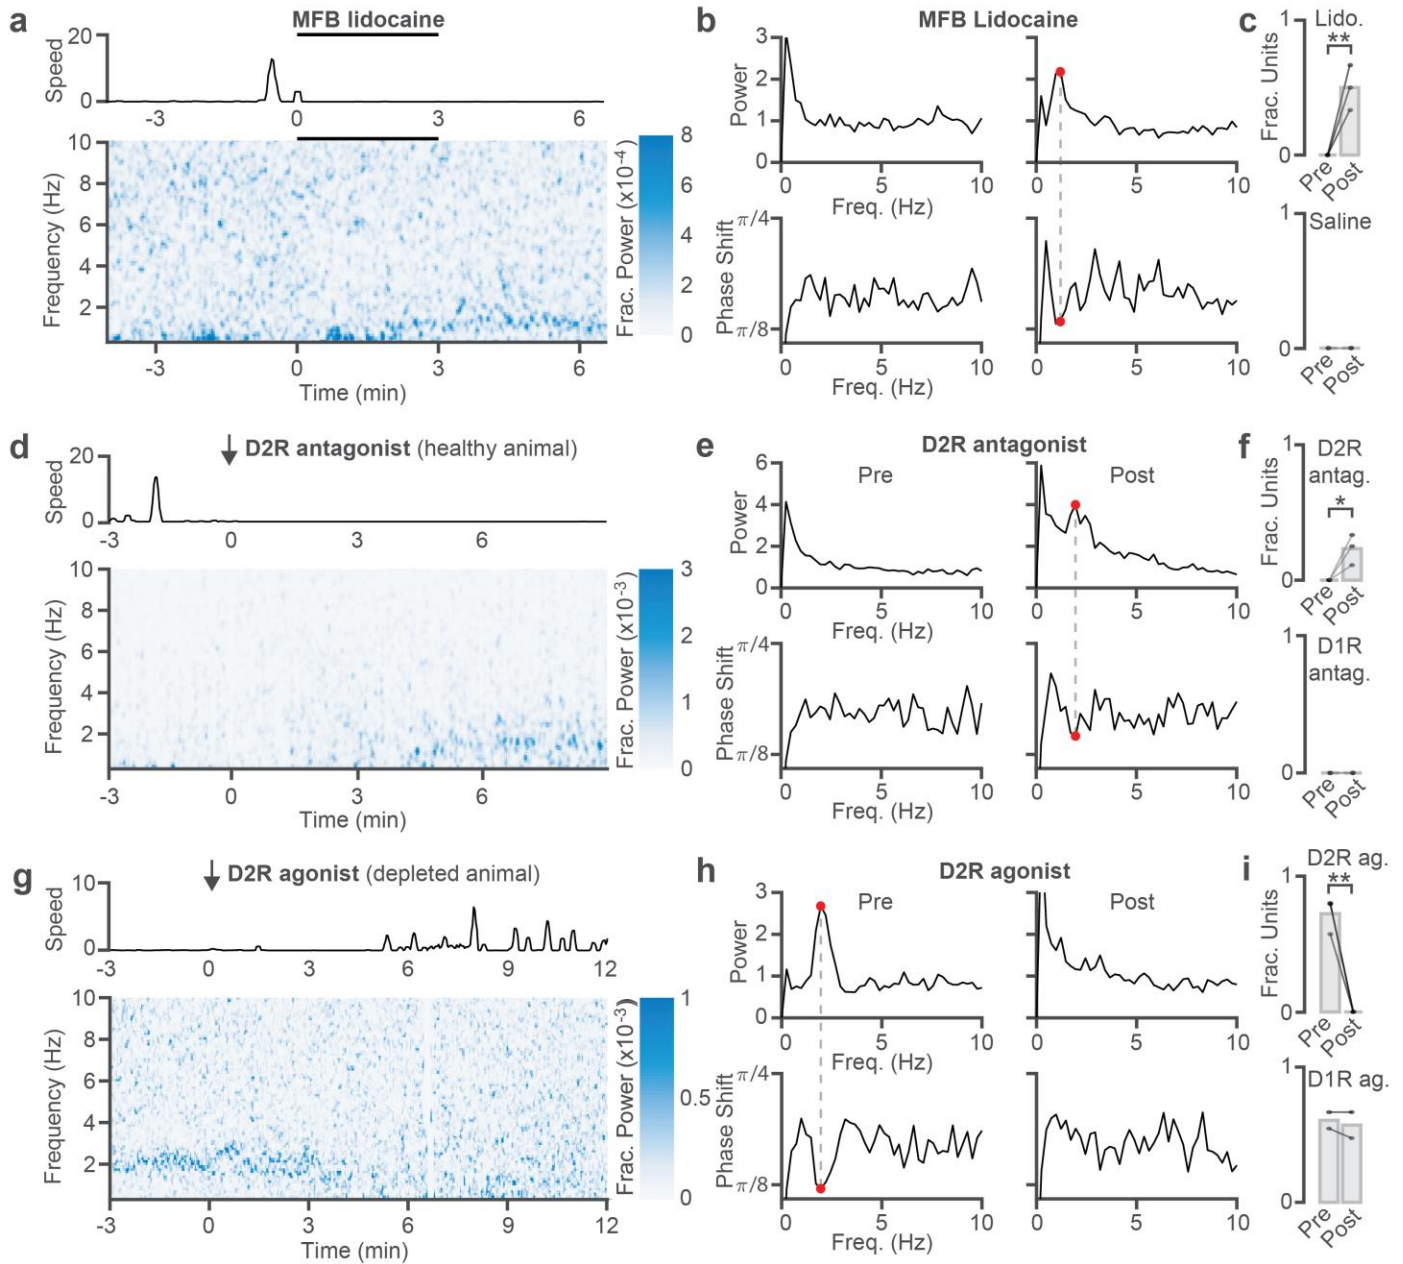 a
MFB lidocaine
Speed
20
0
-3
0
3
6
Frequency (Hz)
10
8
6
4
2
-3
0
3
6
Time (min)
Frac. Power (x10-4)
8
6
4
2
0
b
MFB Lidocaine
Power
3
2
1
0
0
5
10
Freq. (Hz)
0
5
10
Phase Shift
π/4
π/8
0
5
10
Freq. (Hz)
0
5
10
c
Lido.
Frac. Units
1
**
0
Pre
Post
1
Saline
0
Pre
Post
d
D2R antagonist (healthy animal)
Speed
20
0
-3
0
3
6
Frequency (Hz)
10
8
6
4
2
-3
0
3
6
Time (min)
Frac. Power (x10-3)
3
2
1
0
e
D2R antagonist
Pre
Post
Power
6
4
2
0
0
5
10
Freq. (Hz)
0
5
10
Phase Shift
π/4
π/8
0
5
10
Freq. (Hz)
0
5
10
f
D2R
antag.
Frac. Units
1
*
0
Pre
Post
1
D1R
antag.
0
Pre
Post
g
D2R agonist (depleted animal)
Speed
10
0
-3
0
3
6
9
12
Frequency (Hz)
10
8
6
4
2
-3
0
3
6
9
12
Time (min)
Frac. Power (x10-3)
1
0.5
0
h
D2R agonist
Pre
Post
Power
3
2
1
0
0
5
10
Freq. (Hz)
0
5
10
Phase Shift
π/4
π/8
0
5
10
Freq. (Hz)
0
5
10
i
D2R ag.
Frac. Units
1
**
0
Pre
Post
1
D1R ag.
0
Pre
Post